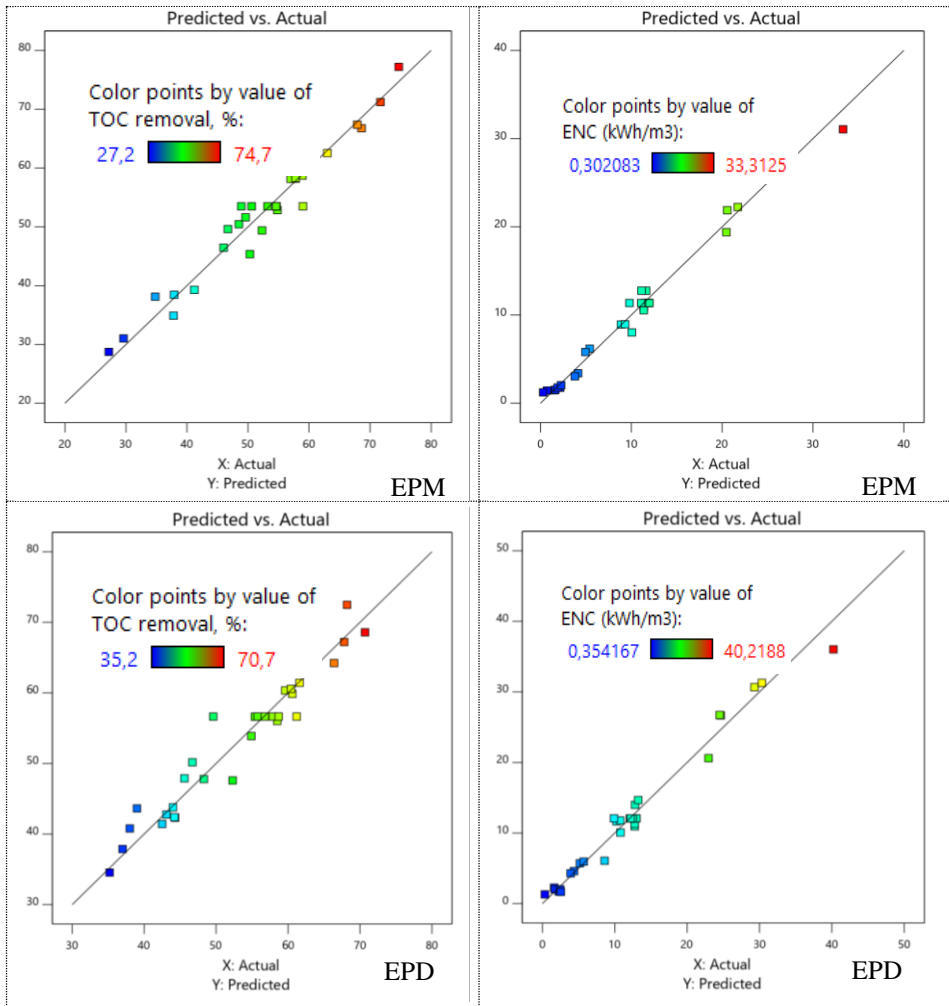 Predicted vs. Actual
Color points by value of
TOC removal, %:
27,2 74,7
80
70
60
50
40
30
20
20 30 40 50 60 70 80
X: Actual
Y: Predicted
EPM
Predicted vs. Actual
Color points by value of
ENC (kWh/m3):
0,302083 33,3125
40
30
20
10
0
0 10 20 30 40
X: Actual
Y: Predicted
EPM
Predicted vs. Actual
Color points by value of
TOC removal, %:
35,2 70,7
80
70
60
50
40
30
30 40 50 60 70 80
X: Actual
Y: Predicted
EPD
Predicted vs. Actual
Color points by value of
ENC (kWh/m3):
0,354167 40,2188
50
40
30
20
10
0
0 10 20 30 40 50
X: Actual
Y: Predicted
EPD